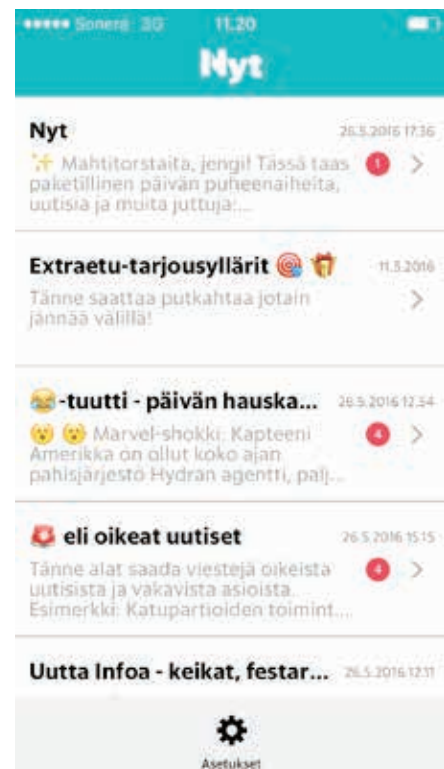 Sonera 3G 11.20
Nyt
Nyt 26.5.2016 17.36
✨ Mahtitorstaita, jengi! Tässä taas 1
paketillinen päivän puheenaiheita,
uutisia ja muita juttuja:...
Extraetu-tarjousyllärit 🎯 🎁 11.3.2016
Tänne saattaa putkahtaa jotain
jännää välillä!
😂-tuutti - päivän hauska... 26.5.2016 12.54
😮 😮 Marvel-shokki: Kapteeni 4
Amerikka on ollut koko ajan
pahisjärjestö Hydran agentti, palj...
🚨 eli oikeat uutiset 26.5.2016 15.15
Tänne alat saada viestejä oikeista 4
uutisista ja vakavista asioista.
Esimerkki: Katupartioiden toimint....
Uutta Infoa - keikat, festar... 26.5.2016 12.11
Asetukset